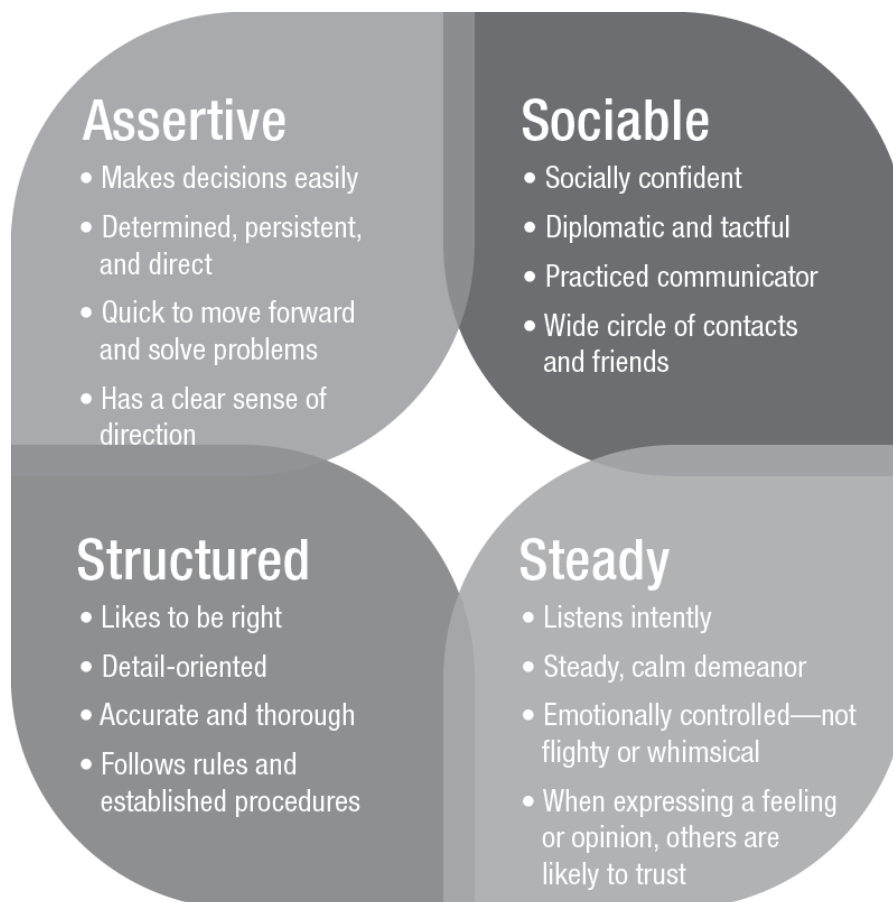 Assertive
• Makes decisions easily
• Determined, persistent,
and direct
• Quick to move forward
and solve problems
• Has a clear sense of
direction
Sociable
• Socially confident
• Diplomatic and tactful
• Practiced communicator
• Wide circle of contacts
and friends
Structured
• Likes to be right
• Detail-oriented
• Accurate and thorough
• Follows rules and
established procedures
Steady
• Listens intently
• Steady, calm demeanor
• Emotionally controlled—not
flighty or whimsical
• When expressing a feeling
or opinion, others are
likely to trust